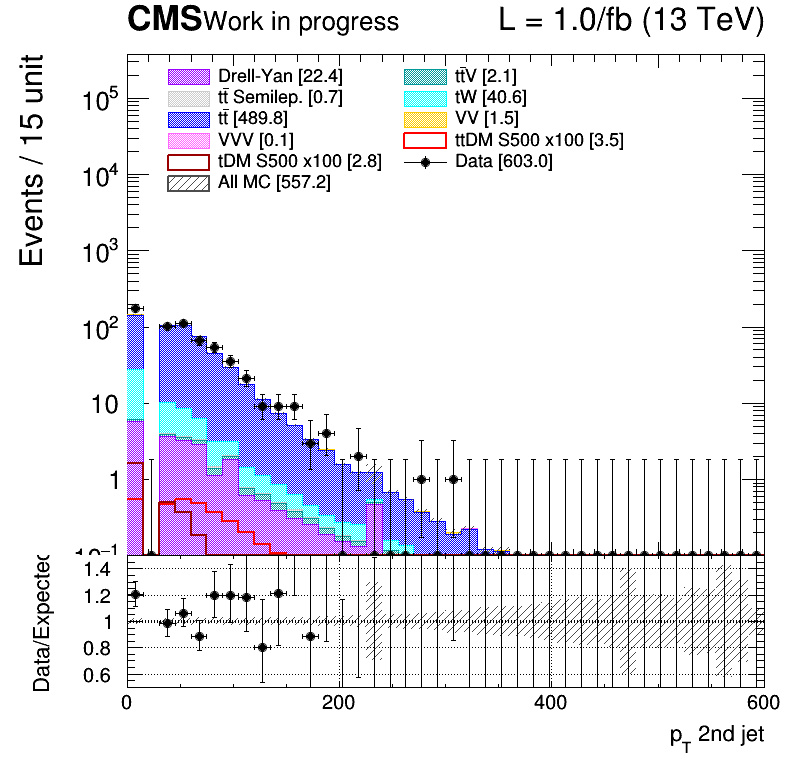 CMS Work in progress L = 1.0/fb (13 TeV)
Events / 15 unit
Drell-Yan [22.4] tt̄V [2.1]
tt̄ Semilep. [0.7] tW [40.6]
tt̄ [489.8] VV [1.5]
VVV [0.1] ttDM S500 x100 [3.5]
tDM S500 x100 [2.8] Data [603.0]
All MC [557.2]
10⁵
10⁴
10³
10²
10
1
10⁻¹
Data/Expected
1.4
1.2
1
0.8
0.6
0 200 400 600
p_T 2nd jet